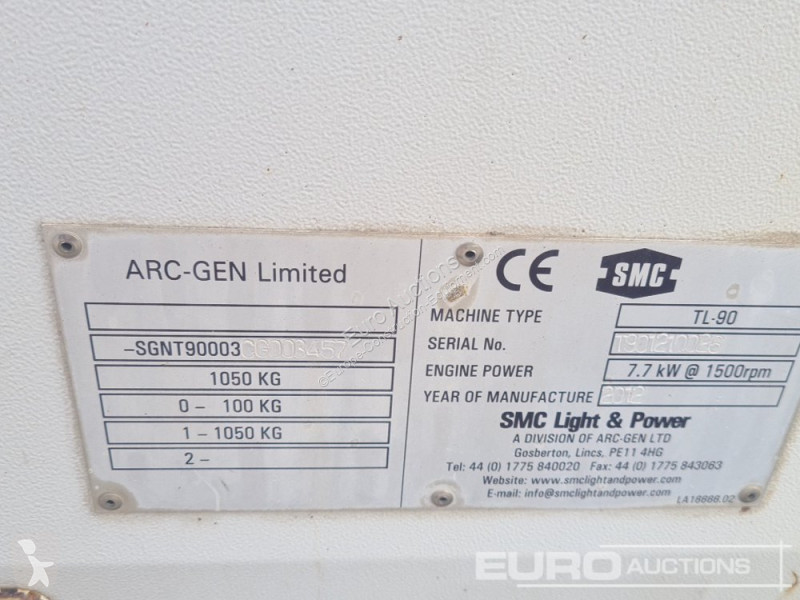 ARC-GEN Limited
-SGNT90003
1050 KG
0 - 100 KG
1 - 1050 KG
2 -
CE SMC
MACHINE TYPE TL-90
SERIAL No.
ENGINE POWER 7.7 kW @ 1500rpm
YEAR OF MANUFACTURE 2012
SMC Light & Power
A DIVISION OF ARC-GEN LTD
Gosberton, Lincs, PE11 4HG
Tel: 44 (0) 1775 840020 Fax: 44 (0) 1775 843063
Website: www.smclightandpower.com
E-mail: info@smclightandpower.com
LA16666.02
EURO AUCTIONS